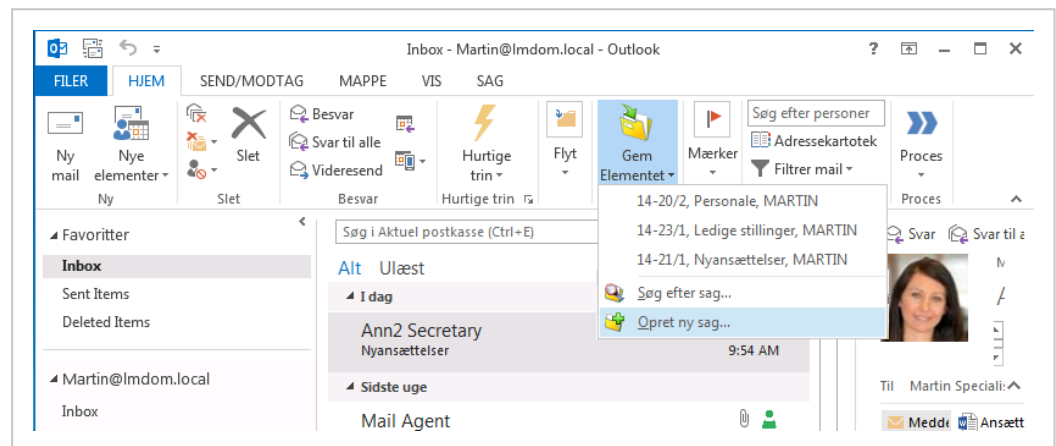 Inbox - Martin@lmdom.local - Outlook
FILER HJEM SEND/MODTAG MAPPE VIS SAG
Ny mail
Nye elementer
Slet
Besvar
Svar til alle
Videresend
Hurtige trin
Flyt
Gem Elementet
Mærker
Søg efter personer
Adressekartotek
Filtrer mail
Proces
Ny Slet Besvar Hurtige trin Proces
14-20/2, Personale, MARTIN
14-23/1, Ledige stillinger, MARTIN
14-21/1, Nyansættelser, MARTIN
Søg efter sag...
Opret ny sag...
Favoritter
Inbox
Sent Items
Deleted Items
Martin@lmdom.local
Inbox
Søg i Aktuel postkasse (Ctrl+E)
Alt Ulæst
I dag
Ann2 Secretary
Nyansættelser 9:54 AM
Sidste uge
Mail Agent
Svar Svar til a
Til Martin Speciali
Medde Ansætt